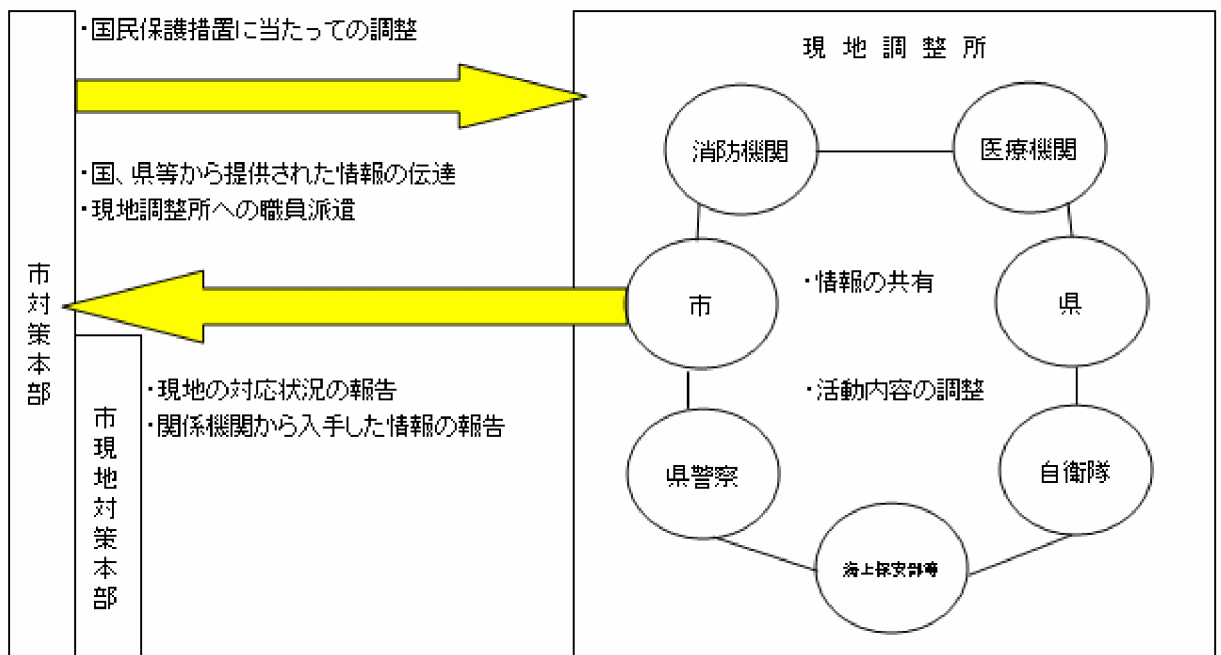 ・国民保護措置に当たっての調整
・国、県等から提供された情報の伝達
・現地調整所への職員派遣
市対策本部
市現地対策本部
・現地の対応状況の報告
・関係機関から入手した情報の報告
現地調整所
消防機関
医療機関
市
・情報の共有
県
・活動内容の調整
県警察
自衛隊
海上保安部等